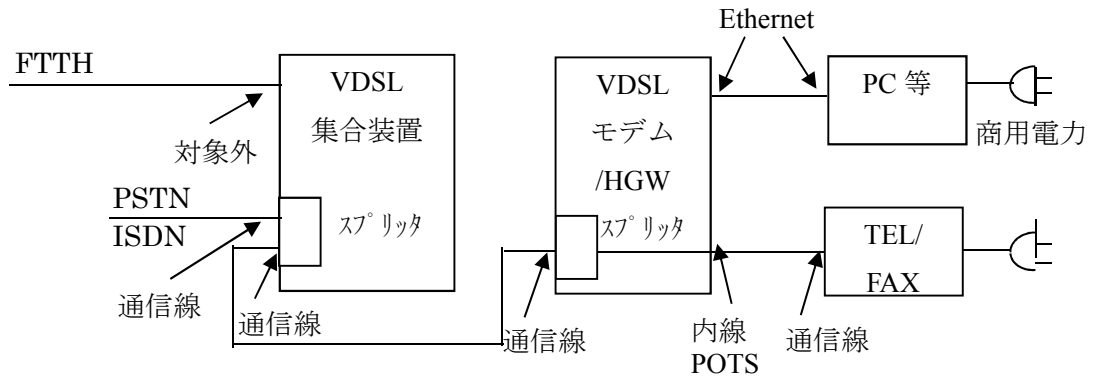 Ethernet
FTTH
VDSL
集合装置
VDSL
モデム
/HGW
PC 等
商用電力
対象外
PSTN
ISDN
ｽﾌﾟﾘｯﾀ
ｽﾌﾟﾘｯﾀ
TEL/
FAX
通信線
通信線
通信線
内線
POTS
通信線